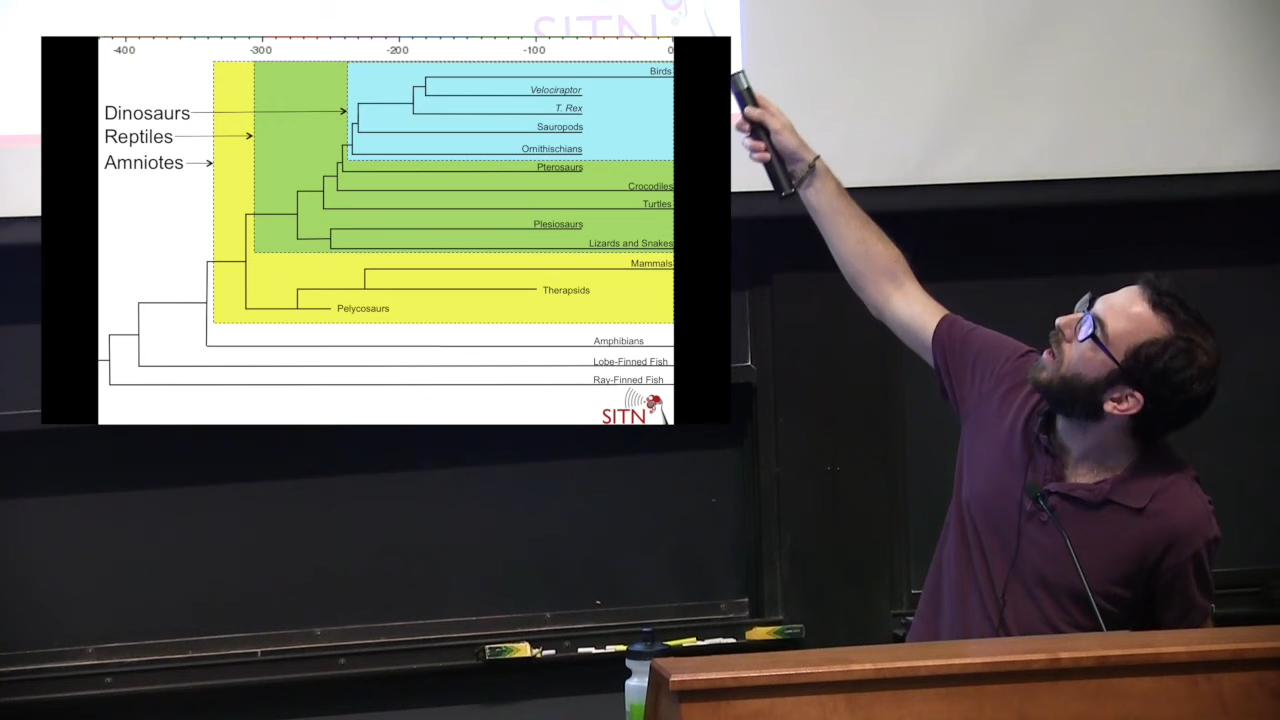 SITN
-400 -300 -200 -100 0
Birds
Velociraptor
Dinosaurs
T. Rex
Sauropods
Reptiles
Ornithischians
Amniotes
Pterosaurs
Crocodiles
Turtles
Plesiosaurs
Lizards and Snakes
Mammals
Therapsids
Pelycosaurs
Amphibians
Lobe-Finned Fish
Ray-Finned Fish
SITN